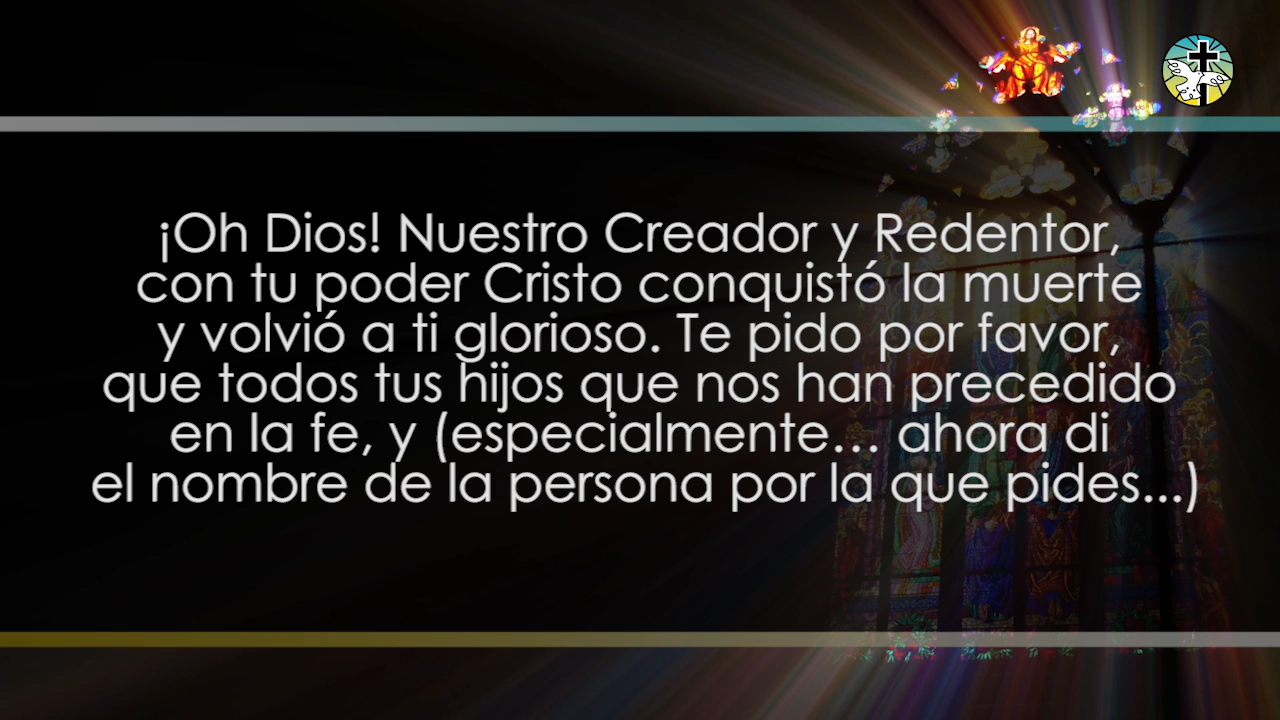 ¡Oh Dios! Nuestro Creador y Redentor,
con tu poder Cristo conquistó la muerte
y volvió a ti glorioso. Te pido por favor,
que todos tus hijos que nos han precedido
en la fe, y (especialmente… ahora di
el nombre de la persona por la que pides...)